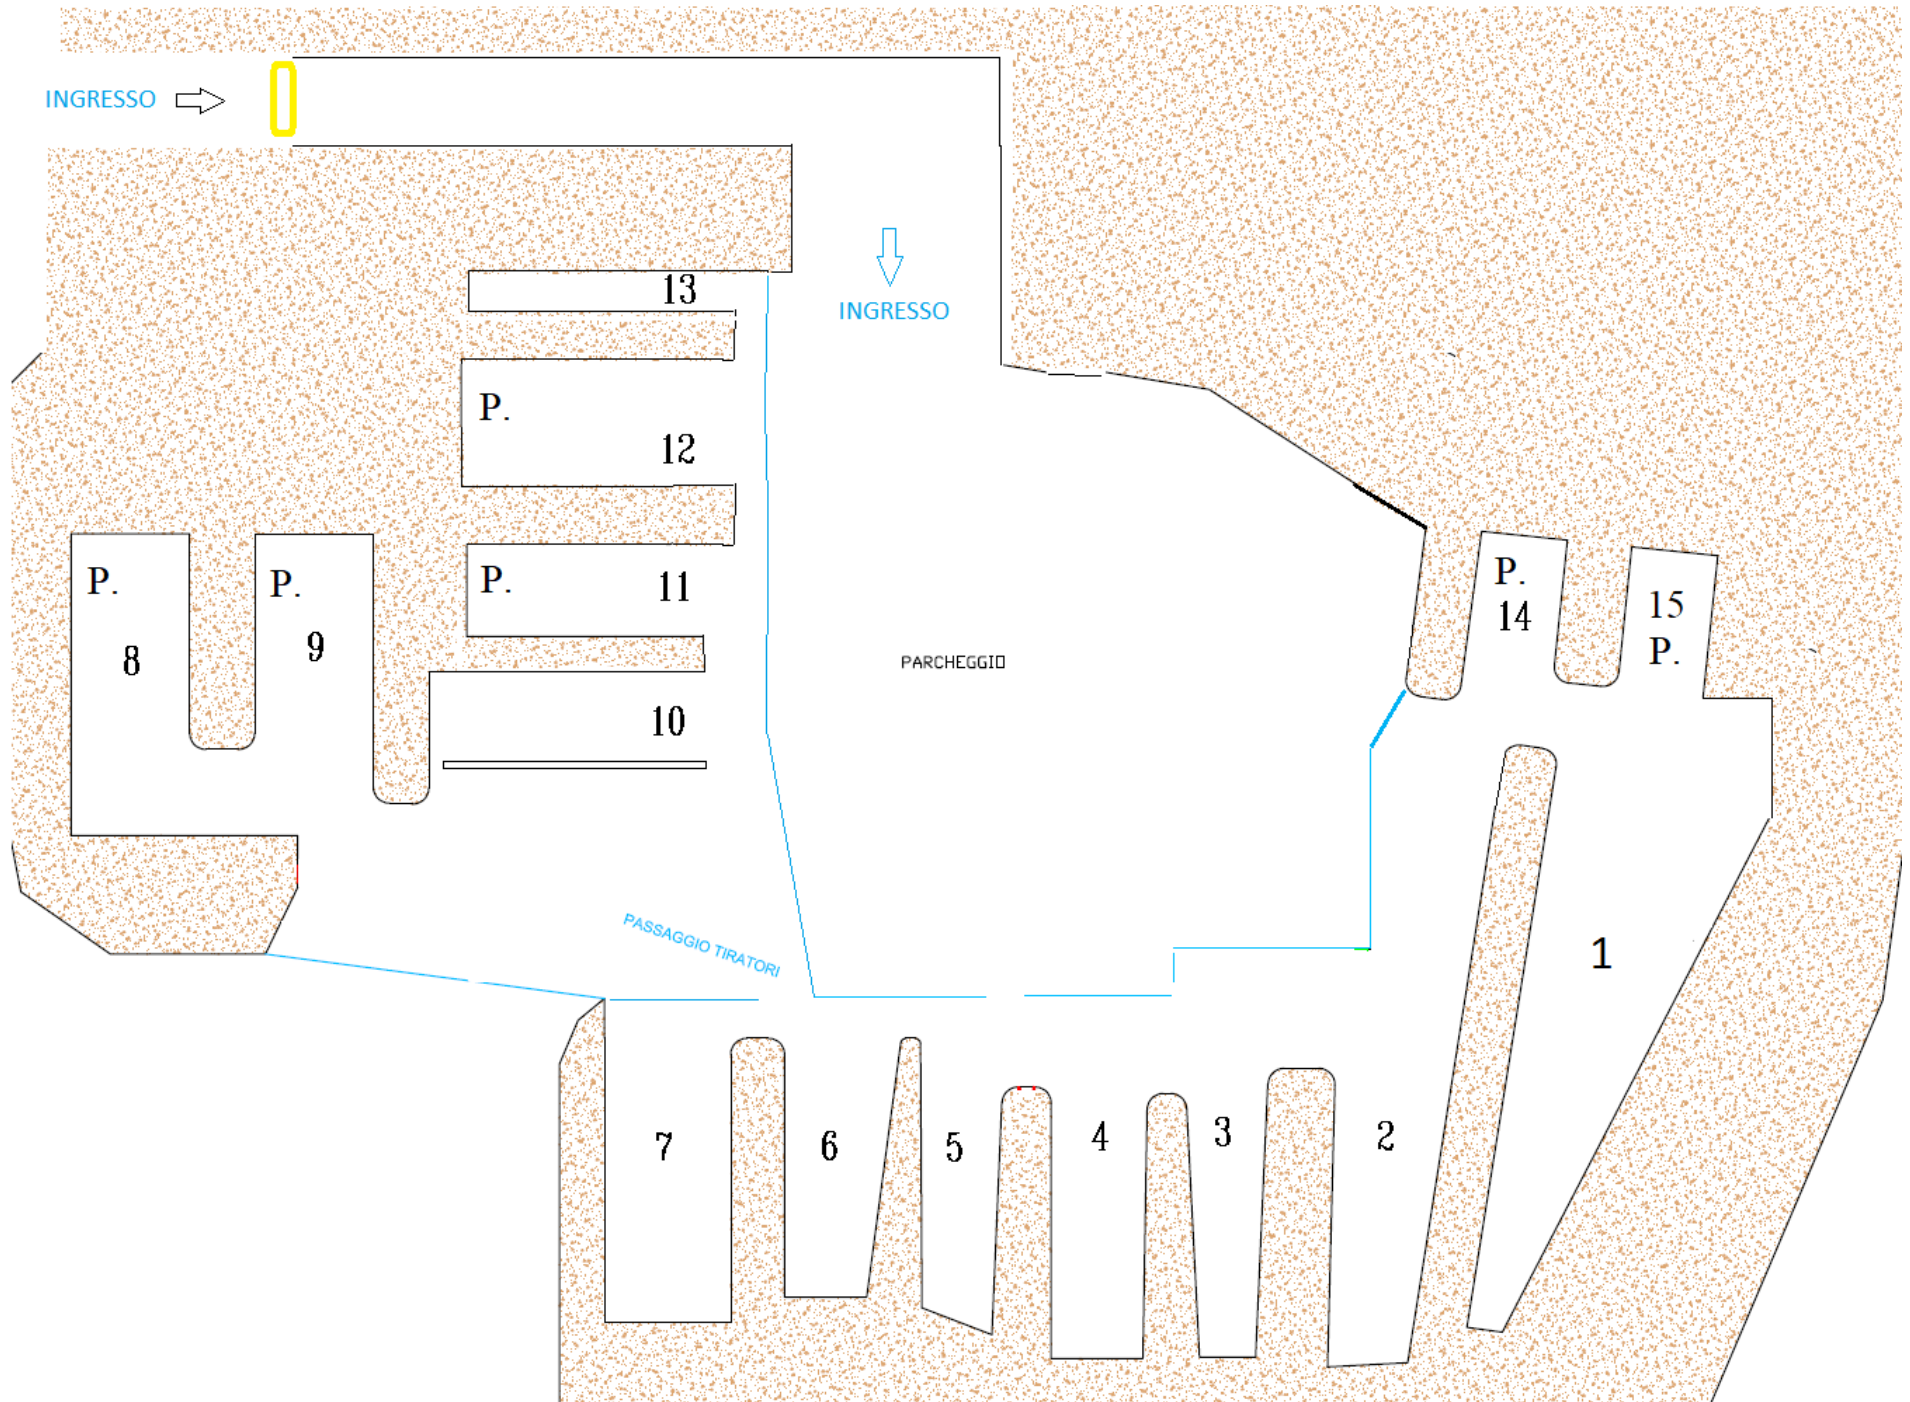 INGRESSO
13
INGRESSO
P.
12
P.
11
P.
8
P.
9
10
P.
14
15
P.
PARCHEGGIO
PASSAGGIO TIRATORI
1
7
6
5
4
3
2